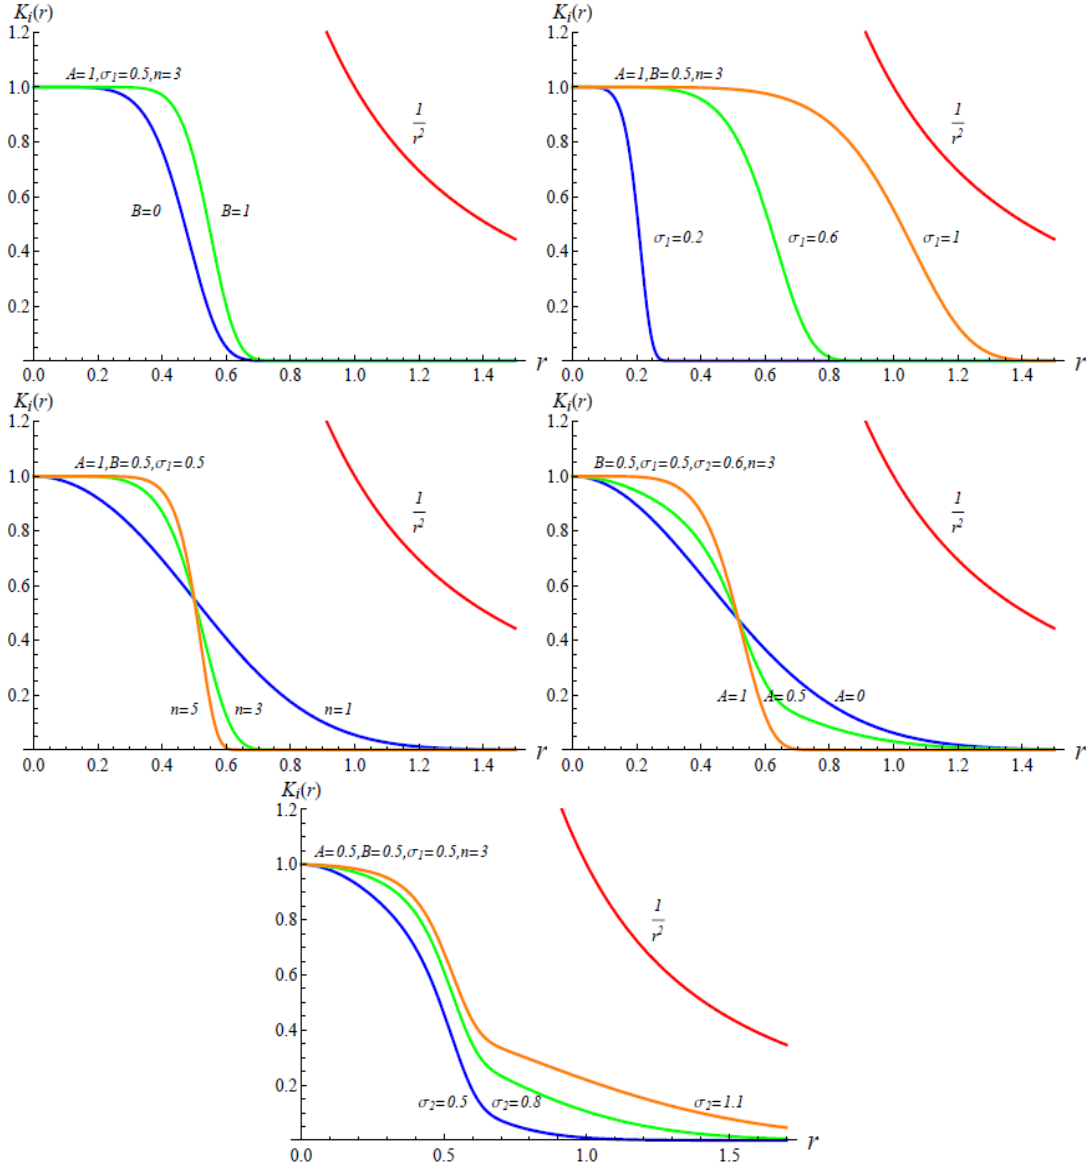 K_i(r)
1.2
1.0
0.8
0.6
0.4
0.2
A=1,σ_1=0.5,n=3
1/r^2
B=0
B=1
0.0 0.2 0.4 0.6 0.8 1.0 1.2 1.4 r
K_i(r)
1.2
1.0
0.8
0.6
0.4
0.2
A=1,B=0.5,n=3
1/r^2
σ_1=0.2
σ_1=0.6
σ_1=1
0.0 0.2 0.4 0.6 0.8 1.0 1.2 1.4 r
K_i(r)
1.2
1.0
0.8
0.6
0.4
0.2
A=1,B=0.5,σ_1=0.5
1/r^2
n=5
n=3
n=1
0.0 0.2 0.4 0.6 0.8 1.0 1.2 1.4 r
K_i(r)
1.2
1.0
0.8
0.6
0.4
0.2
B=0.5,σ_1=0.5,σ_2=0.6,n=3
1/r^2
A=1
A=0.5
A=0
0.0 0.2 0.4 0.6 0.8 1.0 1.2 1.4 r
K_i(r)
1.2
1.0
0.8
0.6
0.4
0.2
A=0.5,B=0.5,σ_1=0.5,n=3
1/r^2
σ_2=0.5
σ_2=0.8
σ_2=1.1
0.0 0.5 1.0 1.5 r